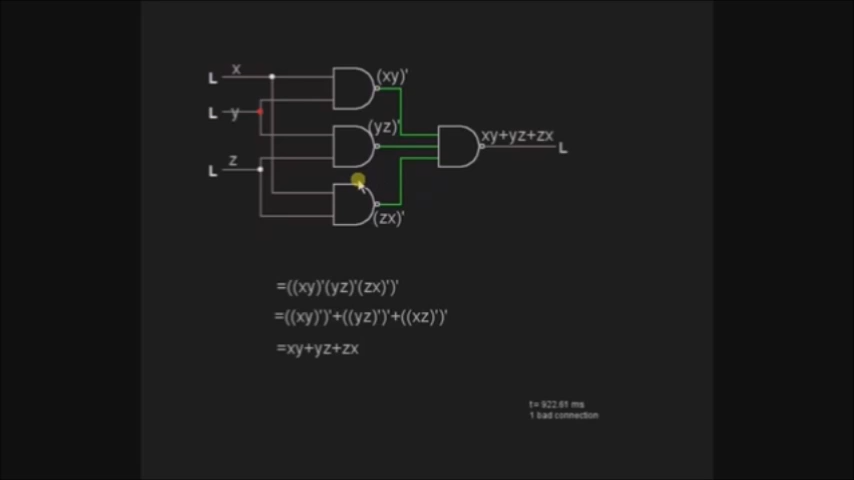 x
L
(xy)'
L y
(yz)'
xy+yz+zx
L
z
L
(zx)'
=((xy)'(yz)'(zx)')'
=((xy)')'+((yz)')'+((xz)')'
=xy+yz+zx
t= 922.61 ms
1 bad connection